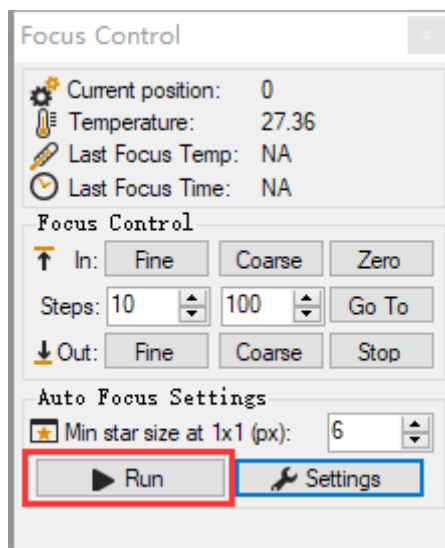 Focus Control
Current position: 0
Temperature: 27.36
Last Focus Temp: NA
Last Focus Time: NA
Focus Control
In: Fine Coarse Zero
Steps: 10 100 Go To
Out: Fine Coarse Stop
Auto Focus Settings
Min star size at 1x1 (px): 6
Run Settings